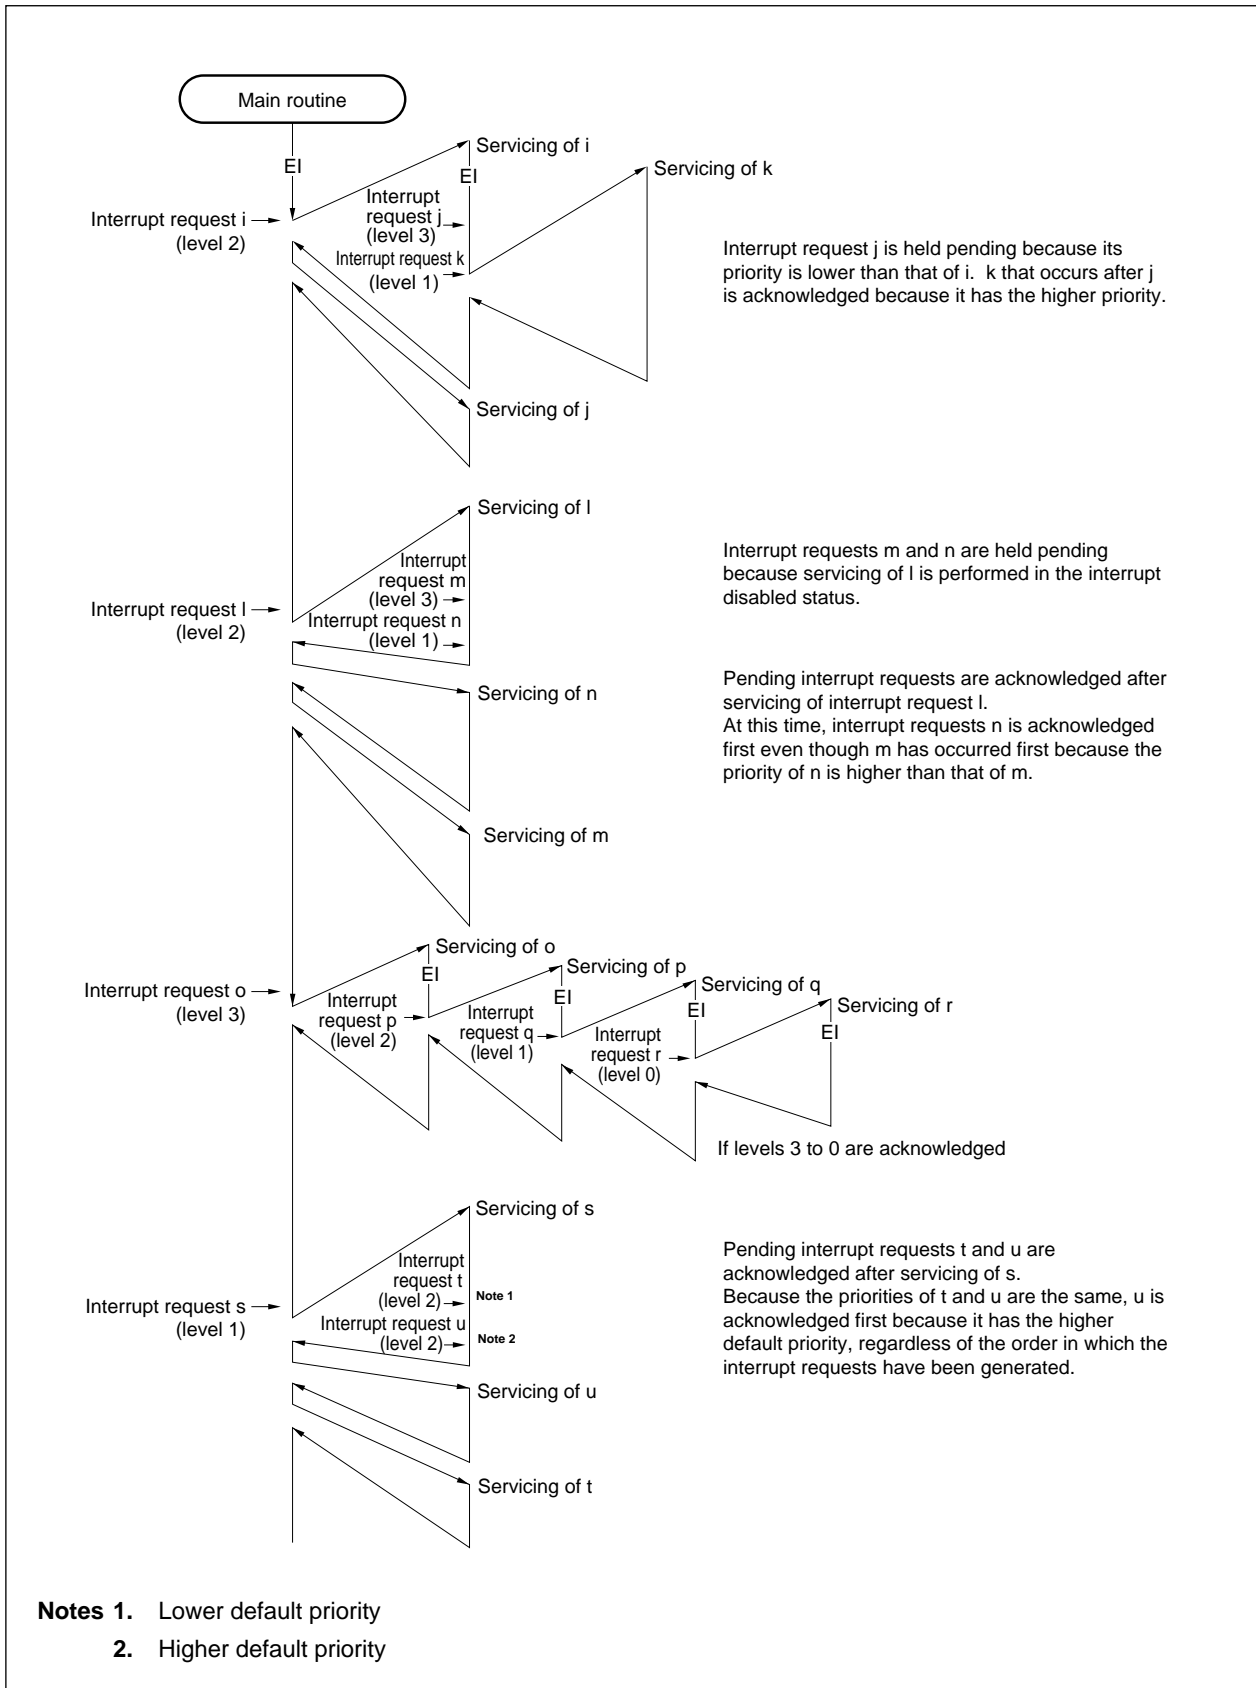 Main routine
EI
Servicing of i
EI
Servicing of k
Interrupt request i
(level 2)
Interrupt
request j
(level 3)
Interrupt request k
(level 1)
Interrupt request j is held pending because its
priority is lower than that of i.  k that occurs after j
is acknowledged because it has the higher priority.
Servicing of j
Servicing of l
Interrupt request l
(level 2)
Interrupt
request m
(level 3)
Interrupt request n
(level 1)
Interrupt requests m and n are held pending
because servicing of l is performed in the interrupt
disabled status.
Servicing of n
Pending interrupt requests are acknowledged after
servicing of interrupt request l.
At this time, interrupt requests n is acknowledged
first even though m has occurred first because the
priority of n is higher than that of m.
Servicing of m
Servicing of o
EI
Servicing of p
EI
Servicing of q
EI
Servicing of r
EI
Interrupt request o
(level 3)
Interrupt
request p
(level 2)
Interrupt
request q
(level 1)
Interrupt
request r
(level 0)
If levels 3 to 0 are acknowledged
Servicing of s
Interrupt request s
(level 1)
Interrupt
request t
(level 2)
Note 1
Interrupt request u
(level 2)
Note 2
Pending interrupt requests t and u are
acknowledged after servicing of s.
Because the priorities of t and u are the same, u is
acknowledged first because it has the higher
default priority, regardless of the order in which the
interrupt requests have been generated.
Servicing of u
Servicing of t
Notes 1. Lower default priority
2. Higher default priority